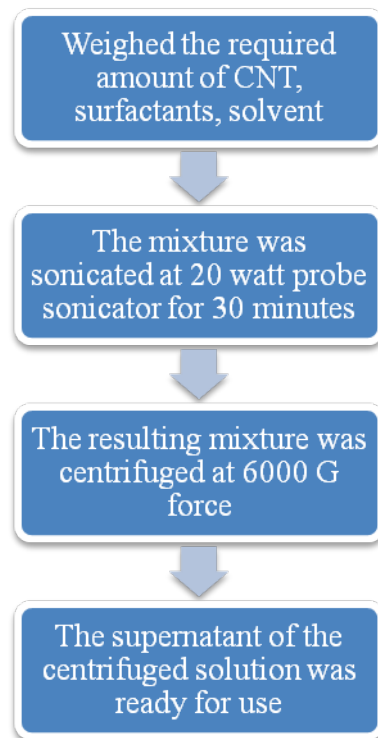 Weighed the required
amount of CNT,
surfactants, solvent
The mixture was
sonicated at 20 watt probe
sonicator for 30 minutes
The resulting mixture was
centrifuged at 6000 G
force
The supernatant of the
centrifuged solution was
ready for use